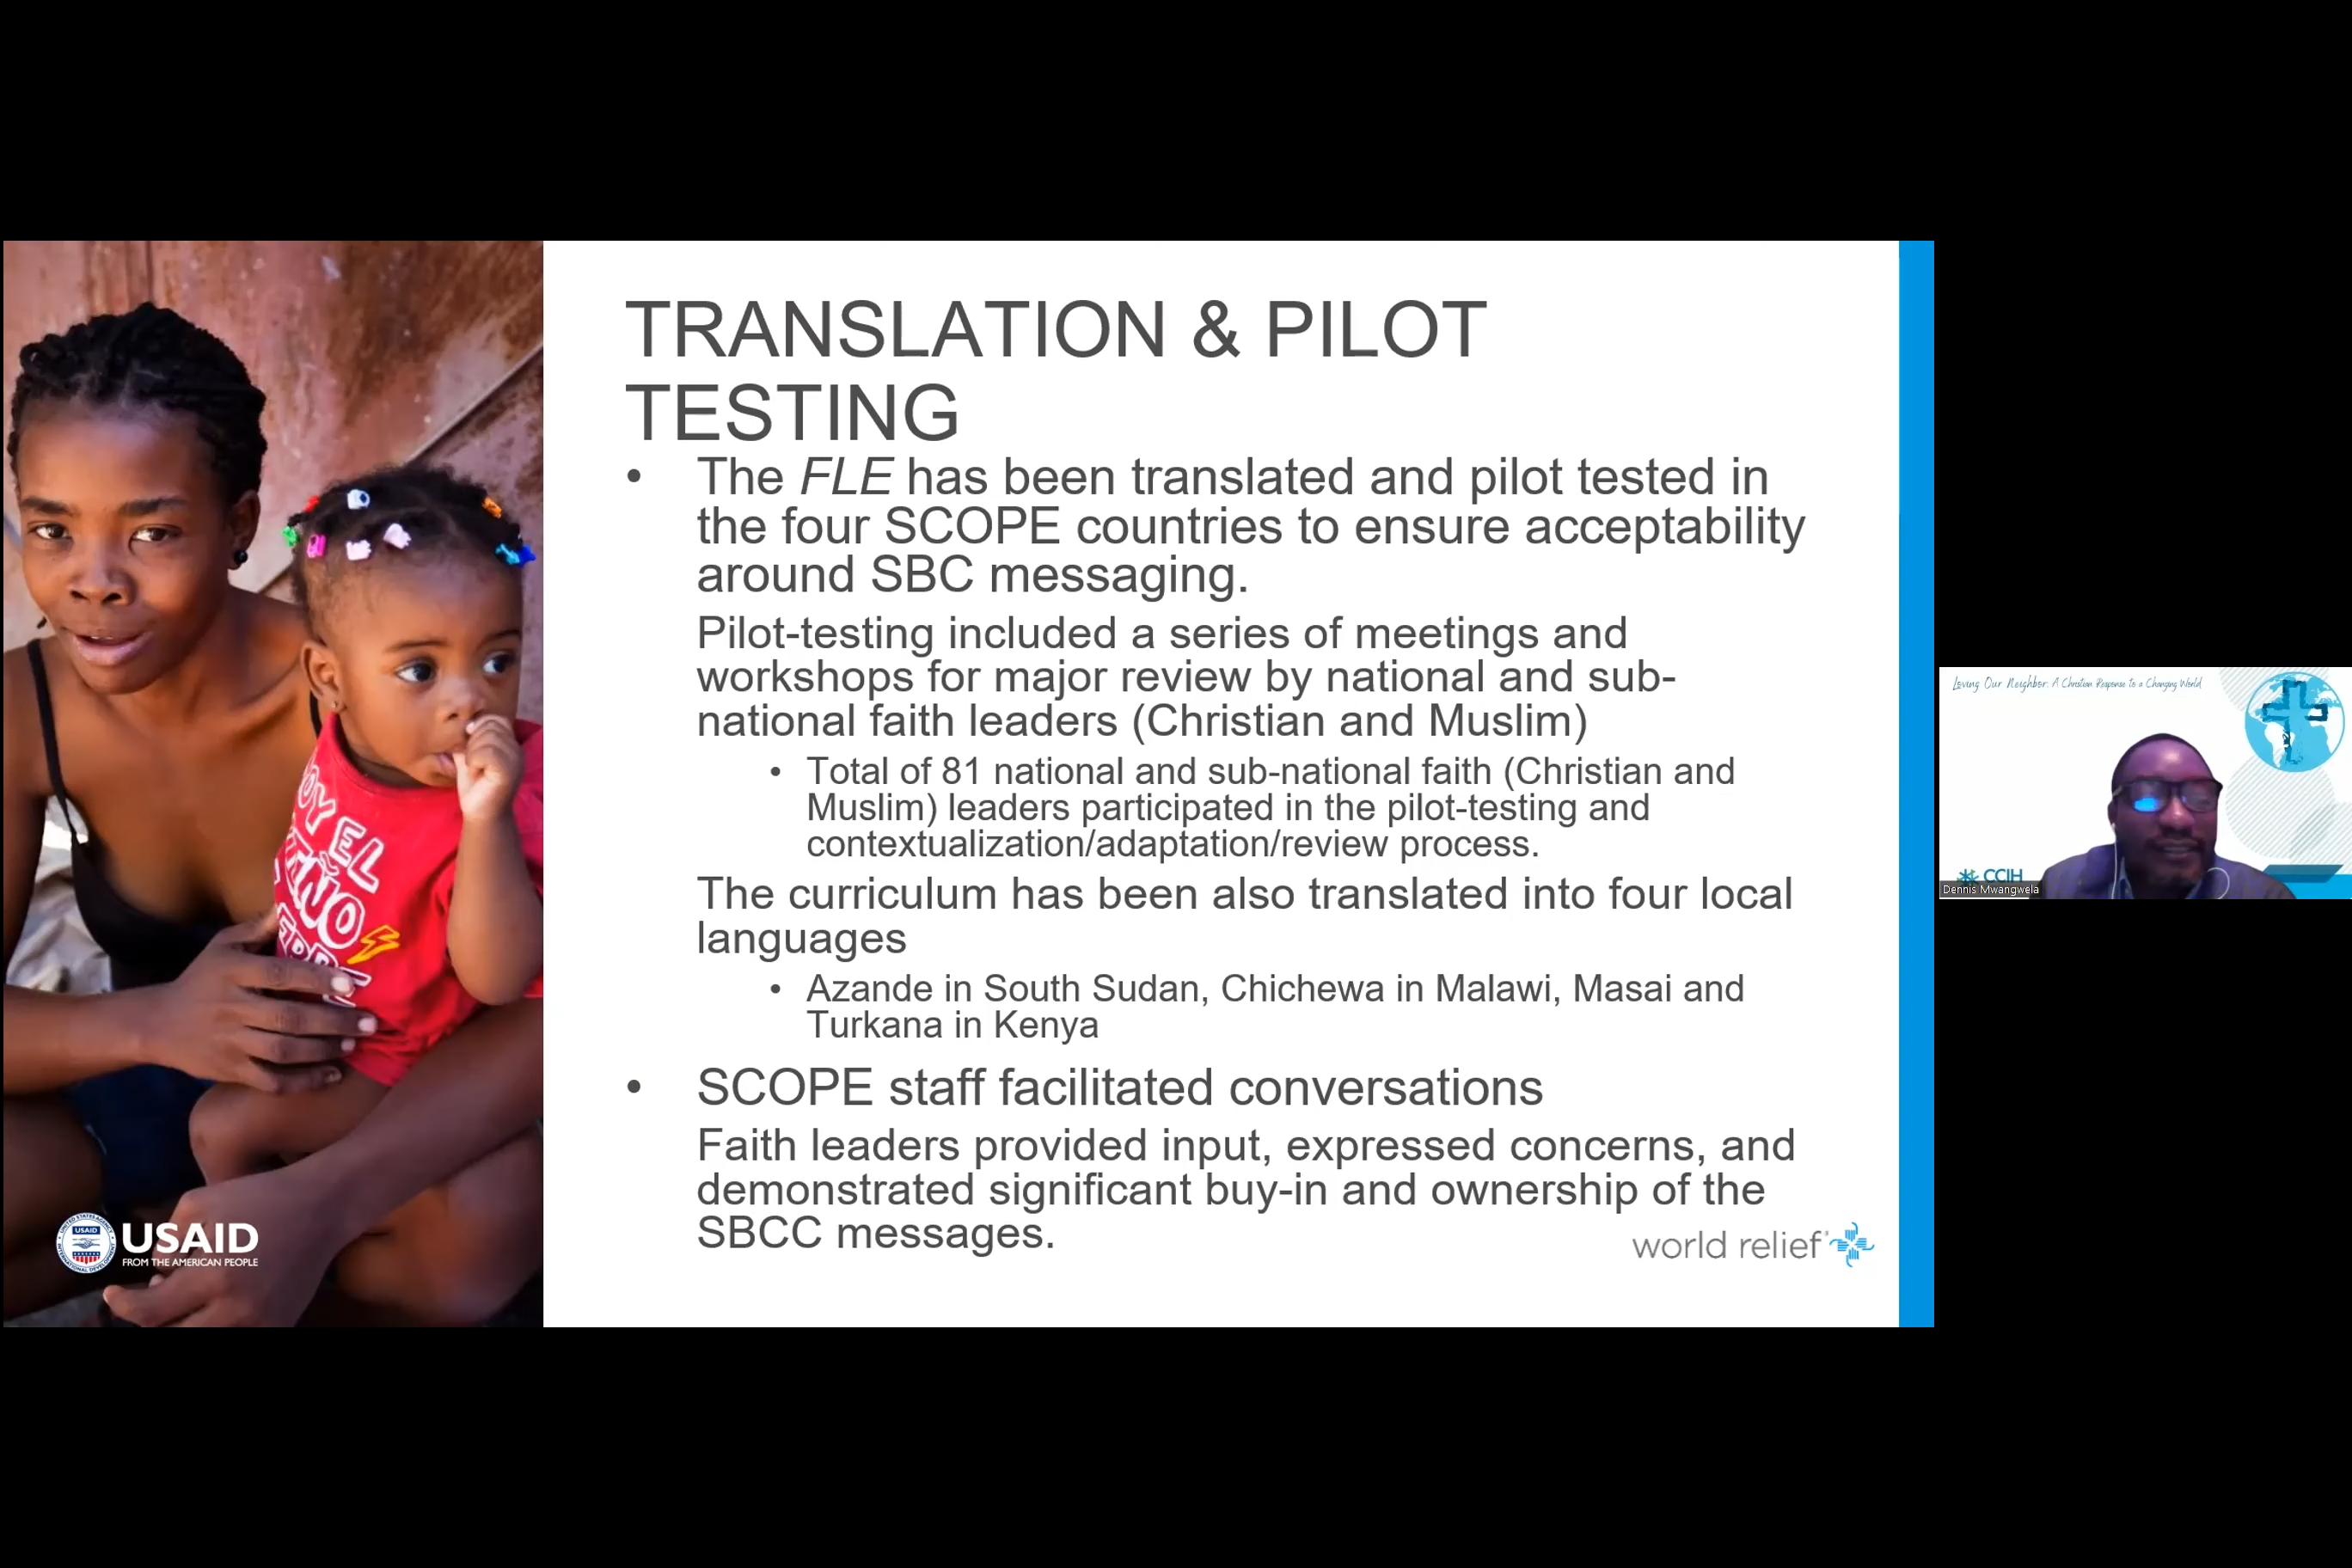 TRANSLATION & PILOT
TESTING
• The FLE has been translated and pilot tested in
the four SCOPE countries to ensure acceptability
around SBC messaging.
Pilot-testing included a series of meetings and
workshops for major review by national and sub-
national faith leaders (Christian and Muslim)
• Total of 81 national and sub-national faith (Christian and
Muslim) leaders participated in the pilot-testing and
contextualization/adaptation/review process.
The curriculum has been also translated into four local
languages
• Azande in South Sudan, Chichewa in Malawi, Masai and
Turkana in Kenya
• SCOPE staff facilitated conversations
Faith leaders provided input, expressed concerns, and
demonstrated significant buy-in and ownership of the
SBCC messages.
world relief
USAID
USAID
FROM THE AMERICAN PEOPLE
EL
Loving Our Neighbor: A Christian Response to a Changing World
CCIH
Dennis Mwangwela